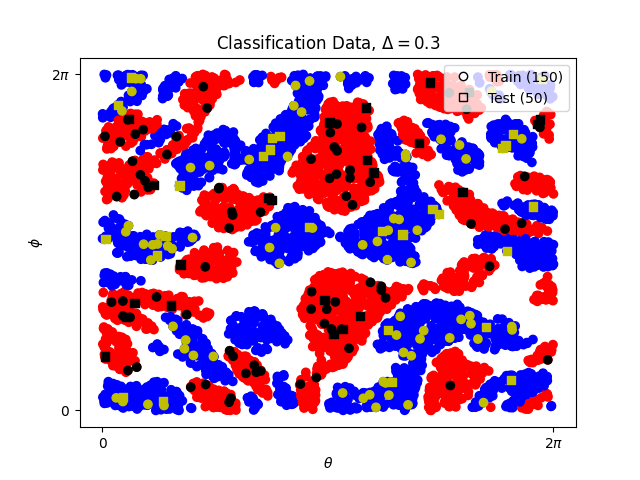 Classification Data, Δ = 0.3
Train (150)
Test (50)
2π
ϕ
0
0
2π
θ